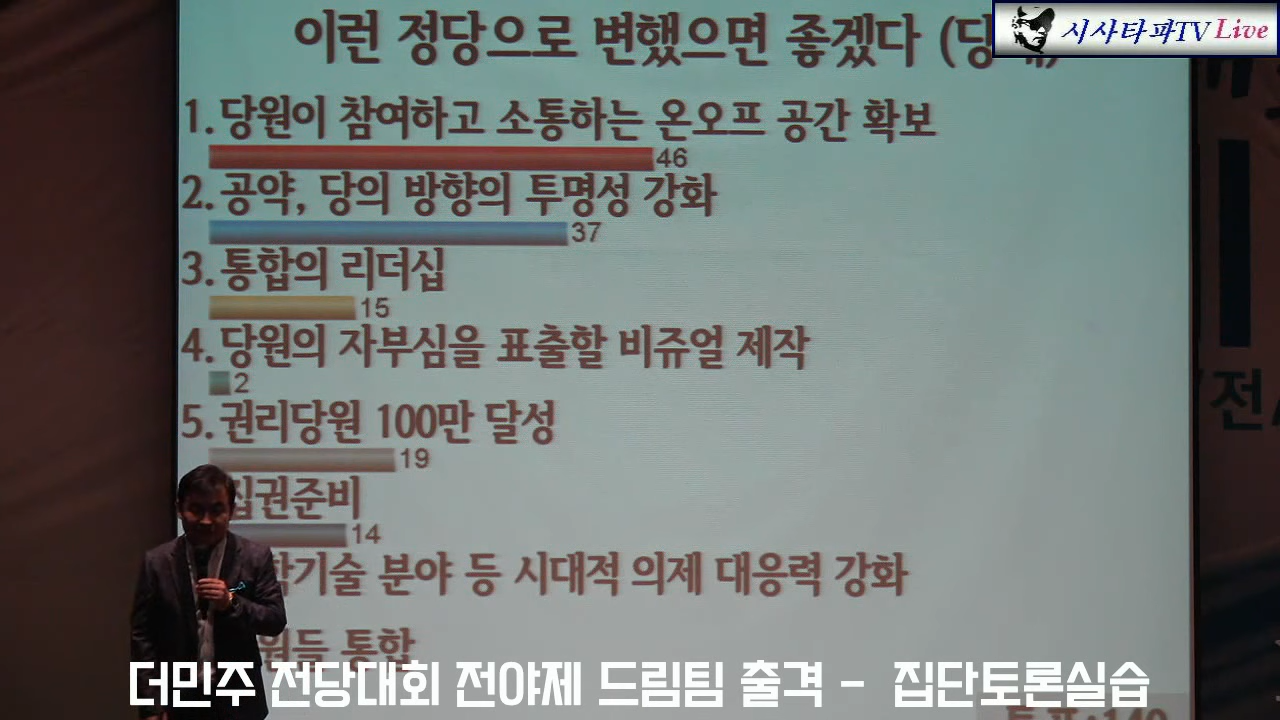 이런 정당으로 변했으면 좋겠다
시사타파TV Live
1. 당원이 참여하고 소통하는 온오프 공간 확보
46
2. 공약, 당의 방향의 투명성 강화
37
3. 통합의 리더십
15
4. 당원의 자부심을 표출할 비쥬얼 제작
2
5. 권리당원 100만 달성
19
집권준비
14
분야 등 시대적 의제 대응력 강화
통합
더민주 전당대회 전야제 드림팀 출격 - 집단토론실습